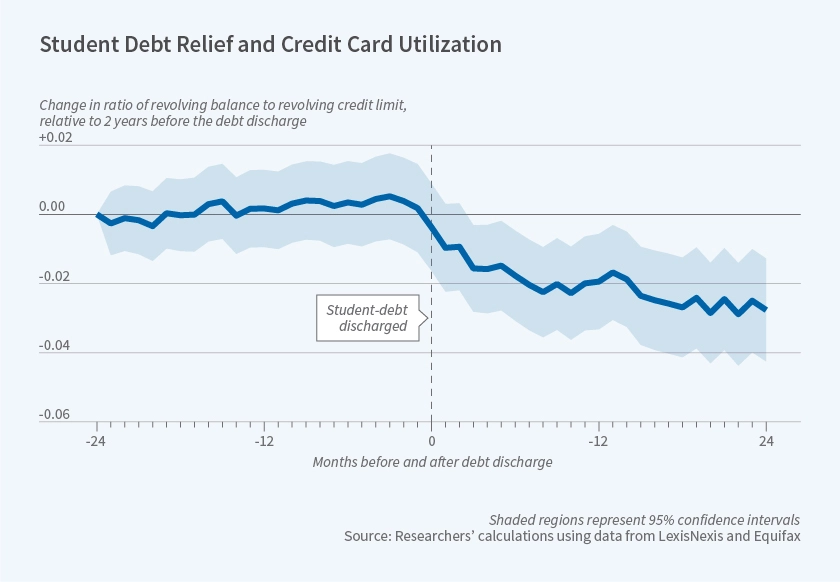 Student Debt Relief and Credit Card Utilization
Change in ratio of revolving balance to revolving credit limit,
relative to 2 years before the debt discharge
+0.02
0.00
-0.02
Student-debt
discharged
-0.04
-0.06
-24 -12 0 -12 24
Months before and after debt discharge
Shaded regions represent 95% confidence intervals
Source: Researchers’ calculations using data from LexisNexis and Equifax